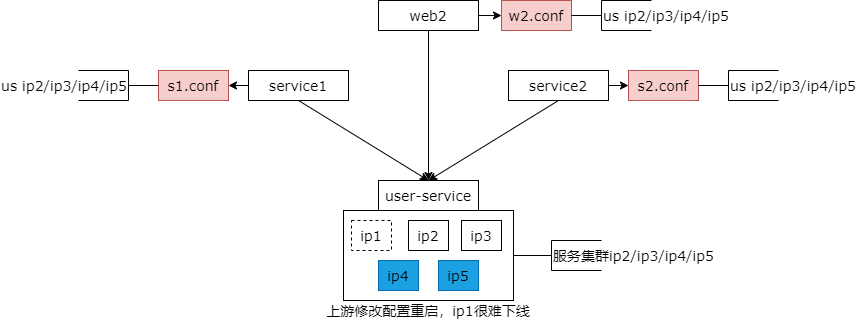 web2
w2.conf
us ip2/ip3/ip4/ip5
us ip2/ip3/ip4/ip5
s1.conf
service1
service2
s2.conf
us ip2/ip3/ip4/ip5
user-service
ip1
ip2
ip3
服务集群ip2/ip3/ip4/ip5
ip4
ip5
上游修改配置重启，ip1很难下线